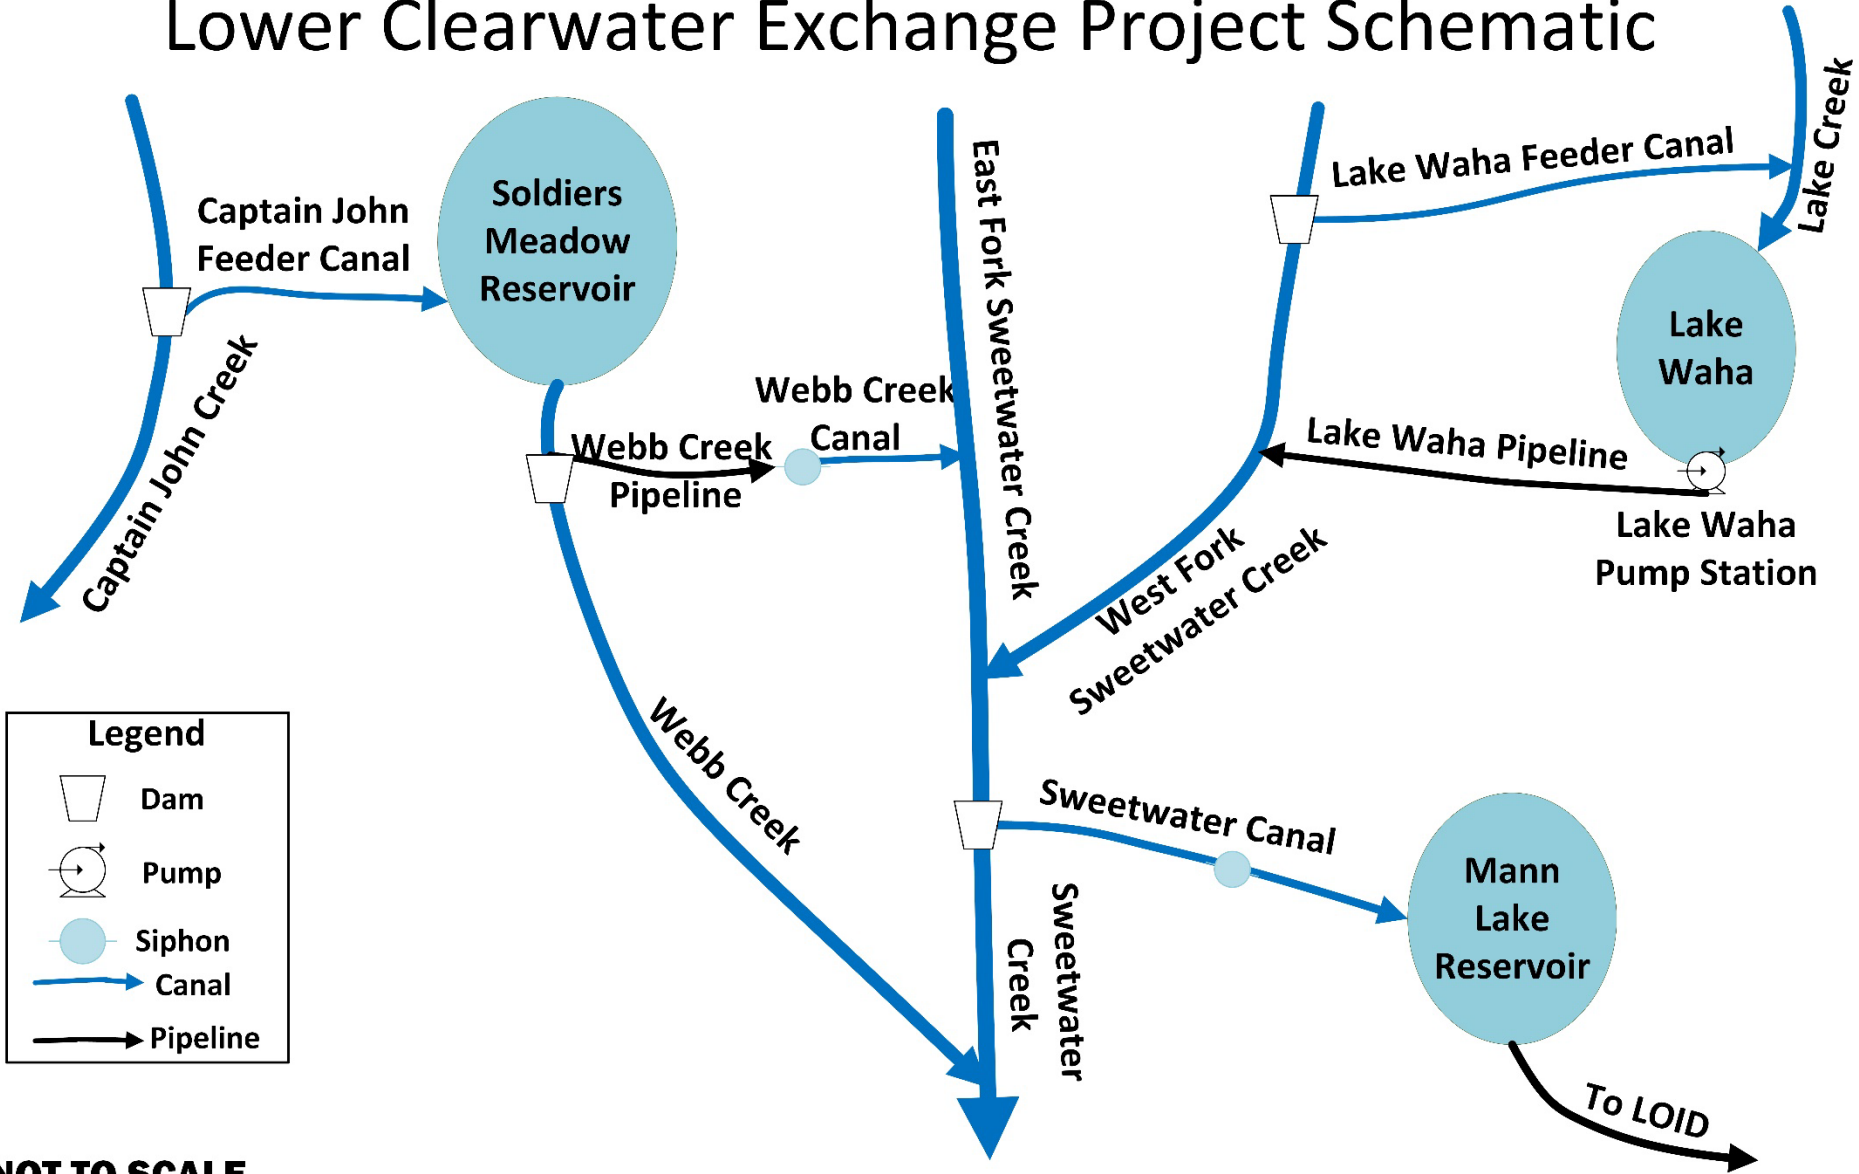 Lower Clearwater Exchange Project Schematic
Captain John
Feeder Canal
Captain John Creek
Soldiers
Meadow
Reservoir
Webb Creek
Pipeline
Webb Creek
Canal
Webb Creek
East Fork Sweetwater Creek
Lake Waha Feeder Canal
Lake Creek
Lake
Waha
Lake Waha Pipeline
Lake Waha
Pump Station
West Fork
Sweetwater Creek
Sweetwater Canal
Sweetwater
Creek
Mann
Lake
Reservoir
To LOID
Legend
Dam
Pump
Siphon
Canal
Pipeline
NOT TO SCALE